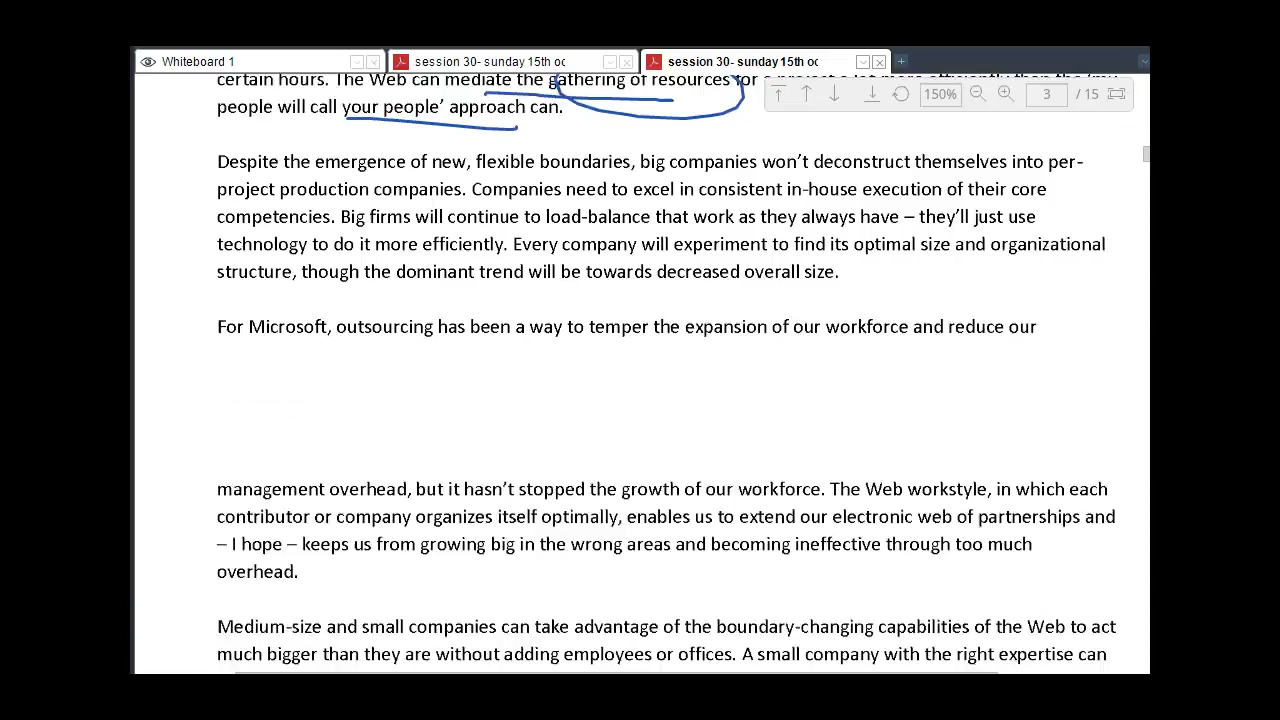 Whiteboard 1
session 30- sunday 15th oc
session 30- sunday 15th oc
certain hours. The Web can mediate the gathering of resources for a project a lot more efficiently than the ‘my
150%
3
/ 15
people will call your people’ approach can.
Despite the emergence of new, flexible boundaries, big companies won’t deconstruct themselves into per-
project production companies. Companies need to excel in consistent in-house execution of their core
competencies. Big firms will continue to load-balance that work as they always have – they’ll just use
technology to do it more efficiently. Every company will experiment to find its optimal size and organizational
structure, though the dominant trend will be towards decreased overall size.
For Microsoft, outsourcing has been a way to temper the expansion of our workforce and reduce our
management overhead, but it hasn’t stopped the growth of our workforce. The Web workstyle, in which each
contributor or company organizes itself optimally, enables us to extend our electronic web of partnerships and
– I hope – keeps us from growing big in the wrong areas and becoming ineffective through too much
overhead.
Medium-size and small companies can take advantage of the boundary-changing capabilities of the Web to act
much bigger than they are without adding employees or offices. A small company with the right expertise can